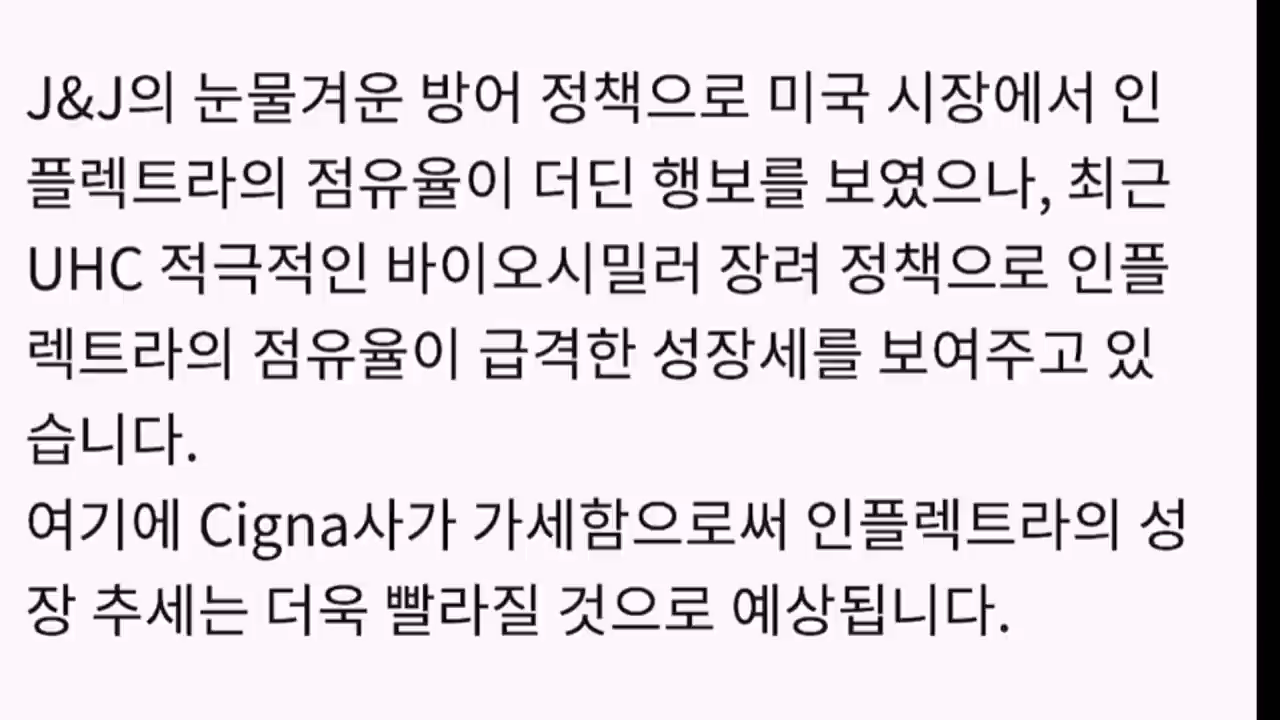 J&J의 눈물겨운 방어 정책으로 미국 시장에서 인
플렉트라의 점유율이 더딘 행보를 보였으나, 최근
UHC 적극적인 바이오시밀러 장려 정책으로 인플
렉트라의 점유율이 급격한 성장세를 보여주고 있
습니다.
여기에 Cigna사가 가세함으로써 인플렉트라의 성
장 추세는 더욱 빨라질 것으로 예상됩니다.